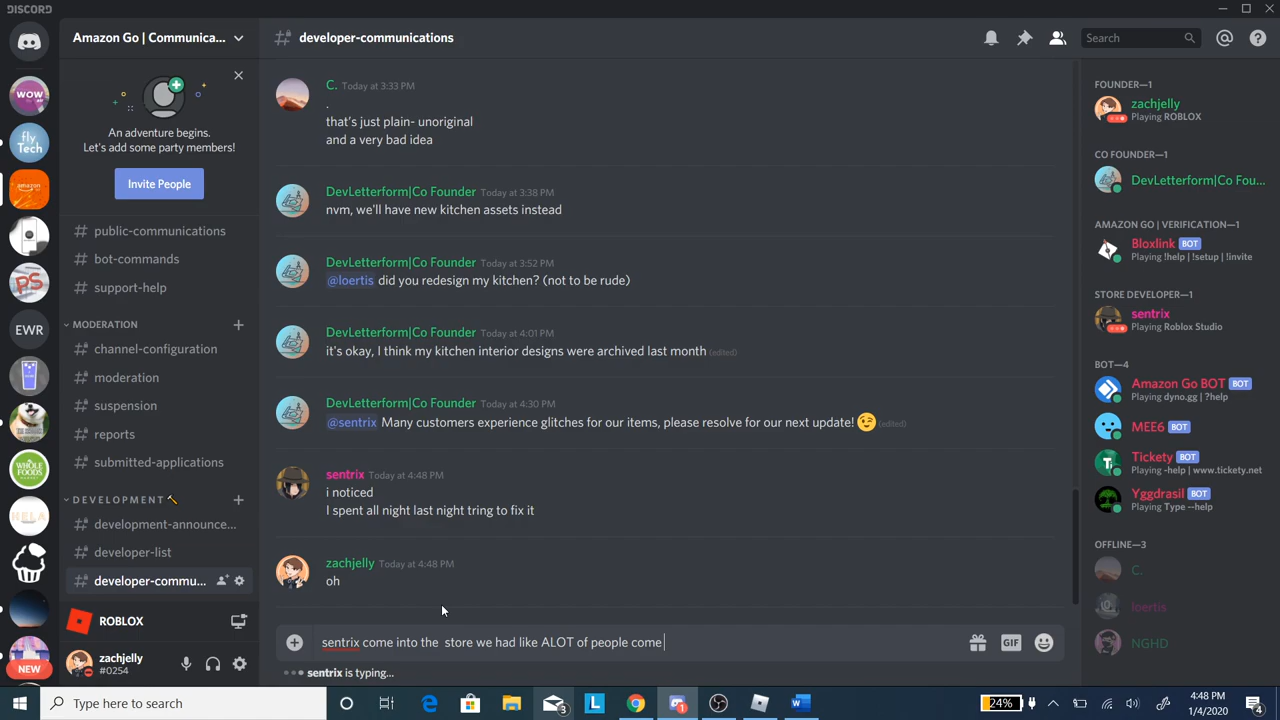 DISCORD
Amazon Go | Communica...
developer-communications
Search
wow
fly
Tech
amazon
PS
EWR
WHOLE
FOODS
NELA
NEW
An adventure begins.
Let's add some party members!
Invite People
# public-communications
# bot-commands
# support-help
MODERATION
# channel-configuration
# moderation
# suspension
# reports
# submitted-applications
DEVELOPMENT🔨
# development-announce...
# developer-list
# developer-commu...
ROBLOX
zachjelly
#0254
C. Today at 3:33 PM
.
that's just plain- unoriginal
and a very bad idea
DevLetterform|Co Founder Today at 3:38 PM
nvm, we'll have new kitchen assets instead
DevLetterform|Co Founder Today at 3:52 PM
@loertis did you redesign my kitchen? (not to be rude)
DevLetterform|Co Founder Today at 4:01 PM
it's okay, I think my kitchen interior designs were archived last month (edited)
DevLetterform|Co Founder Today at 4:30 PM
@sentrix Many customers experience glitches for our items, please resolve for our next update! 😉 (edited)
sentrix Today at 4:48 PM
i noticed
I spent all night last night tring to fix it
zachjelly Today at 4:48 PM
oh
sentrix come into the  store we had like ALOT of people come
GIF
sentrix is typing...
FOUNDER—1
zachjelly
Playing ROBLOX
CO FOUNDER—1
DevLetterform|Co Fou...
AMAZON GO | VERIFICATION—1
Bloxlink BOT
Playing !help | !setup | !invite
STORE DEVELOPER—1
sentrix
Playing Roblox Studio
BOT—4
Amazon Go BOT BOT
Playing dyno.gg | ?help
MEE6 BOT
Tickety BOT
Playing -help | www.tickety.net
Yggdrasil BOT
Playing Type --help
OFFLINE—3
C.
loertis
NGHD
Type here to search
3
L
1
W
24%
4:48 PM
1/4/2020
4